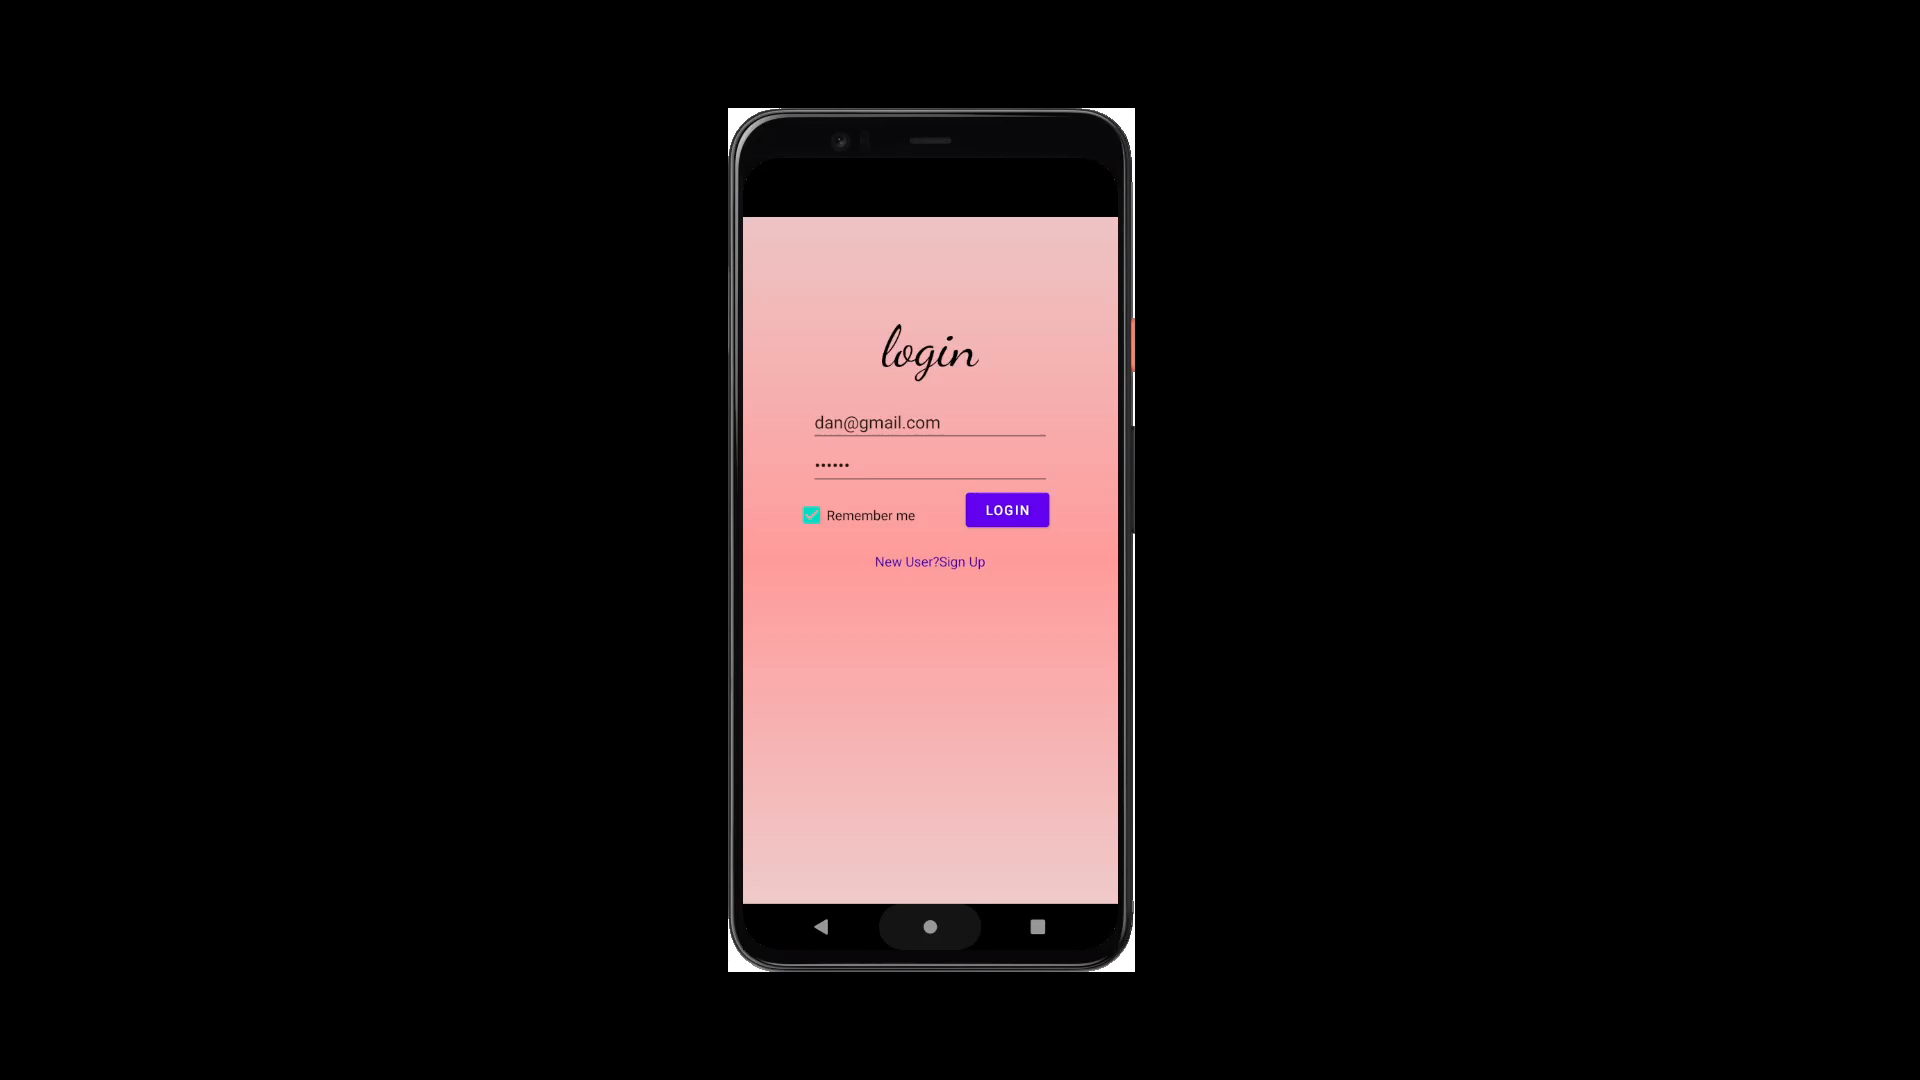 login
dan@gmail.com
••••••
Remember me
LOGIN
New User?Sign Up